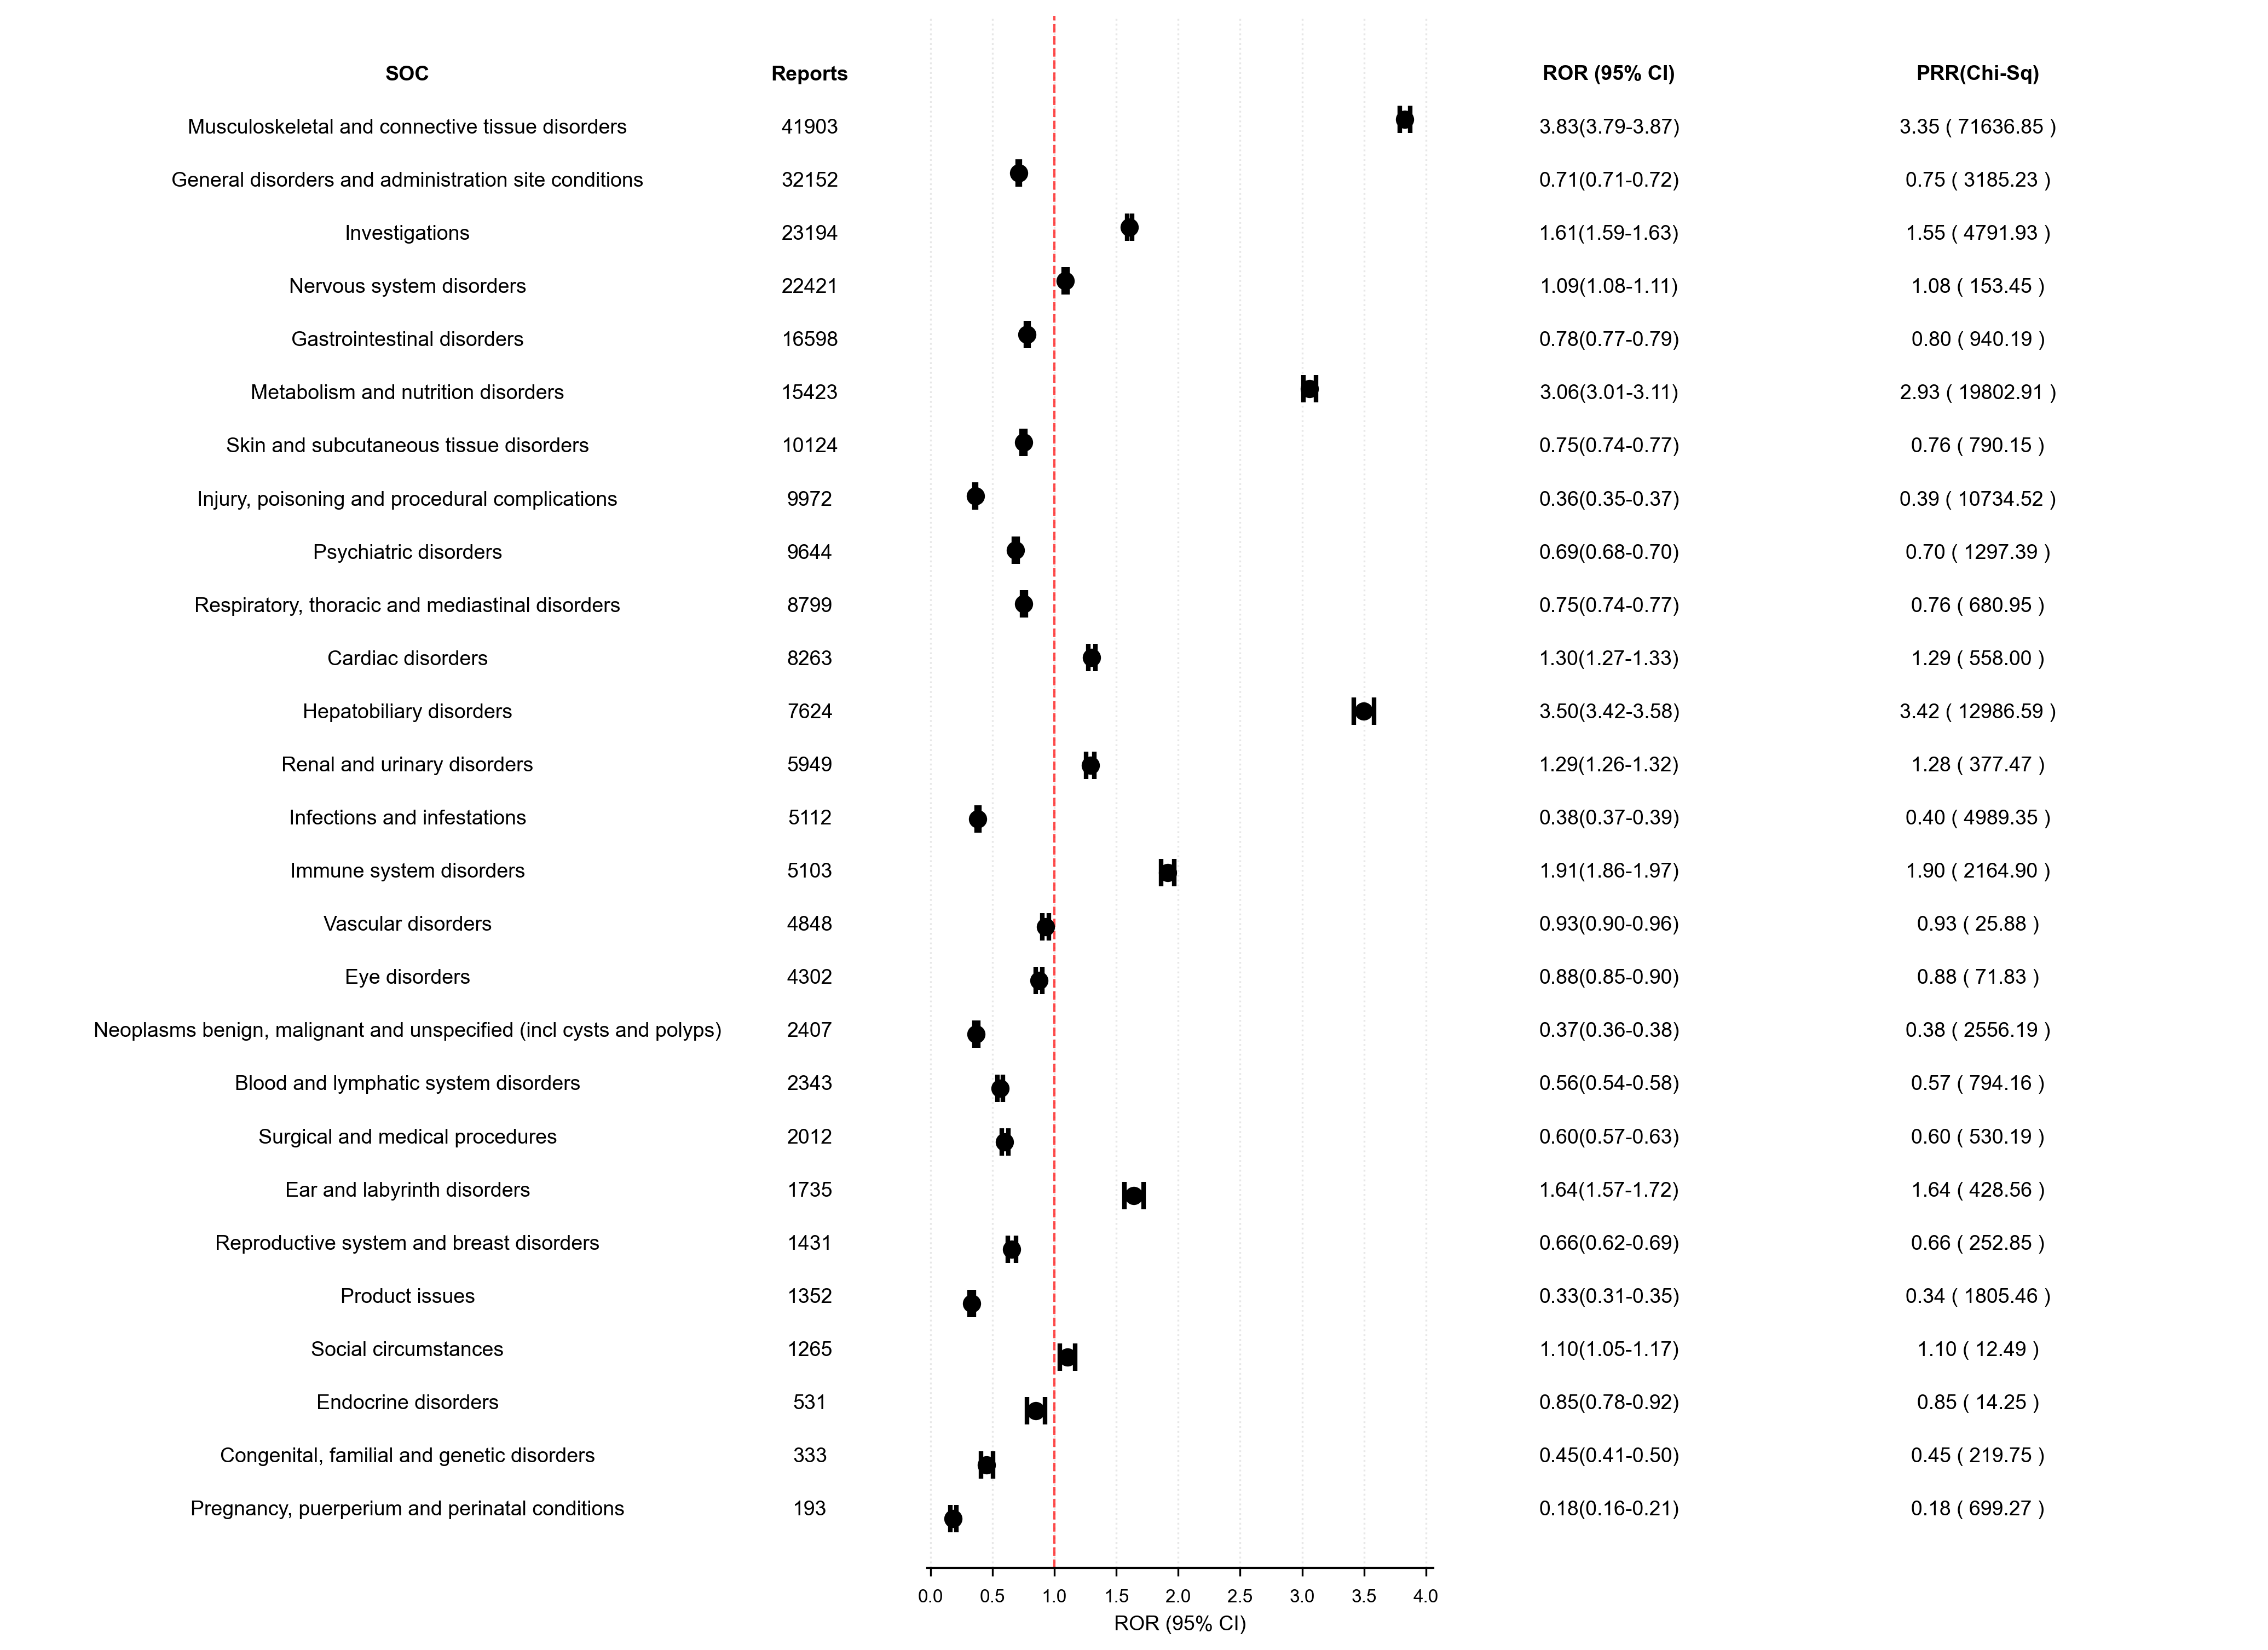 SOC Reports ROR (95% CI) PRR(Chi-Sq)
Musculoskeletal and connective tissue disorders 41903 3.83(3.79-3.87) 3.35 ( 71636.85 )
General disorders and administration site conditions 32152 0.71(0.71-0.72) 0.75 ( 3185.23 )
Investigations 23194 1.61(1.59-1.63) 1.55 ( 4791.93 )
Nervous system disorders 22421 1.09(1.08-1.11) 1.08 ( 153.45 )
Gastrointestinal disorders 16598 0.78(0.77-0.79) 0.80 ( 940.19 )
Metabolism and nutrition disorders 15423 3.06(3.01-3.11) 2.93 ( 19802.91 )
Skin and subcutaneous tissue disorders 10124 0.75(0.74-0.77) 0.76 ( 790.15 )
Injury, poisoning and procedural complications 9972 0.36(0.35-0.37) 0.39 ( 10734.52 )
Psychiatric disorders 9644 0.69(0.68-0.70) 0.70 ( 1297.39 )
Respiratory, thoracic and mediastinal disorders 8799 0.75(0.74-0.77) 0.76 ( 680.95 )
Cardiac disorders 8263 1.30(1.27-1.33) 1.29 ( 558.00 )
Hepatobiliary disorders 7624 3.50(3.42-3.58) 3.42 ( 12986.59 )
Renal and urinary disorders 5949 1.29(1.26-1.32) 1.28 ( 377.47 )
Infections and infestations 5112 0.38(0.37-0.39) 0.40 ( 4989.35 )
Immune system disorders 5103 1.91(1.86-1.97) 1.90 ( 2164.90 )
Vascular disorders 4848 0.93(0.90-0.96) 0.93 ( 25.88 )
Eye disorders 4302 0.88(0.85-0.90) 0.88 ( 71.83 )
Neoplasms benign, malignant and unspecified (incl cysts and polyps) 2407 0.37(0.36-0.38) 0.38 ( 2556.19 )
Blood and lymphatic system disorders 2343 0.56(0.54-0.58) 0.57 ( 794.16 )
Surgical and medical procedures 2012 0.60(0.57-0.63) 0.60 ( 530.19 )
Ear and labyrinth disorders 1735 1.64(1.57-1.72) 1.64 ( 428.56 )
Reproductive system and breast disorders 1431 0.66(0.62-0.69) 0.66 ( 252.85 )
Product issues 1352 0.33(0.31-0.35) 0.34 ( 1805.46 )
Social circumstances 1265 1.10(1.05-1.17) 1.10 ( 12.49 )
Endocrine disorders 531 0.85(0.78-0.92) 0.85 ( 14.25 )
Congenital, familial and genetic disorders 333 0.45(0.41-0.50) 0.45 ( 219.75 )
Pregnancy, puerperium and perinatal conditions 193 0.18(0.16-0.21) 0.18 ( 699.27 )
0.0 0.5 1.0 1.5 2.0 2.5 3.0 3.5 4.0
ROR (95% CI)